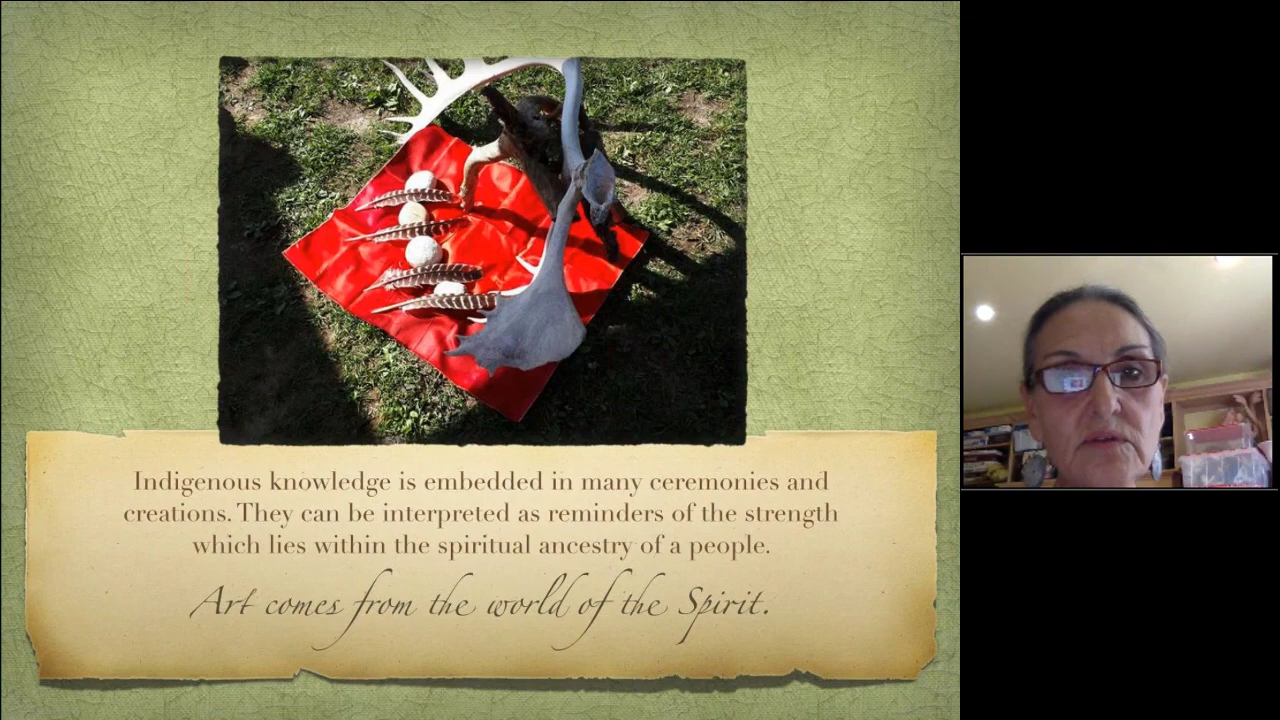 Indigenous knowledge is embedded in many ceremonies and
creations. They can be interpreted as reminders of the strength
which lies within the spiritual ancestry of a people.
Art comes from the world of the Spirit.